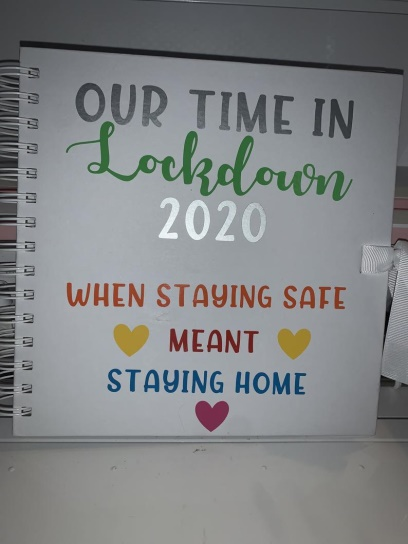 OUR TIME IN
Lockdown
2020
WHEN STAYING SAFE
MEANT
STAYING HOME